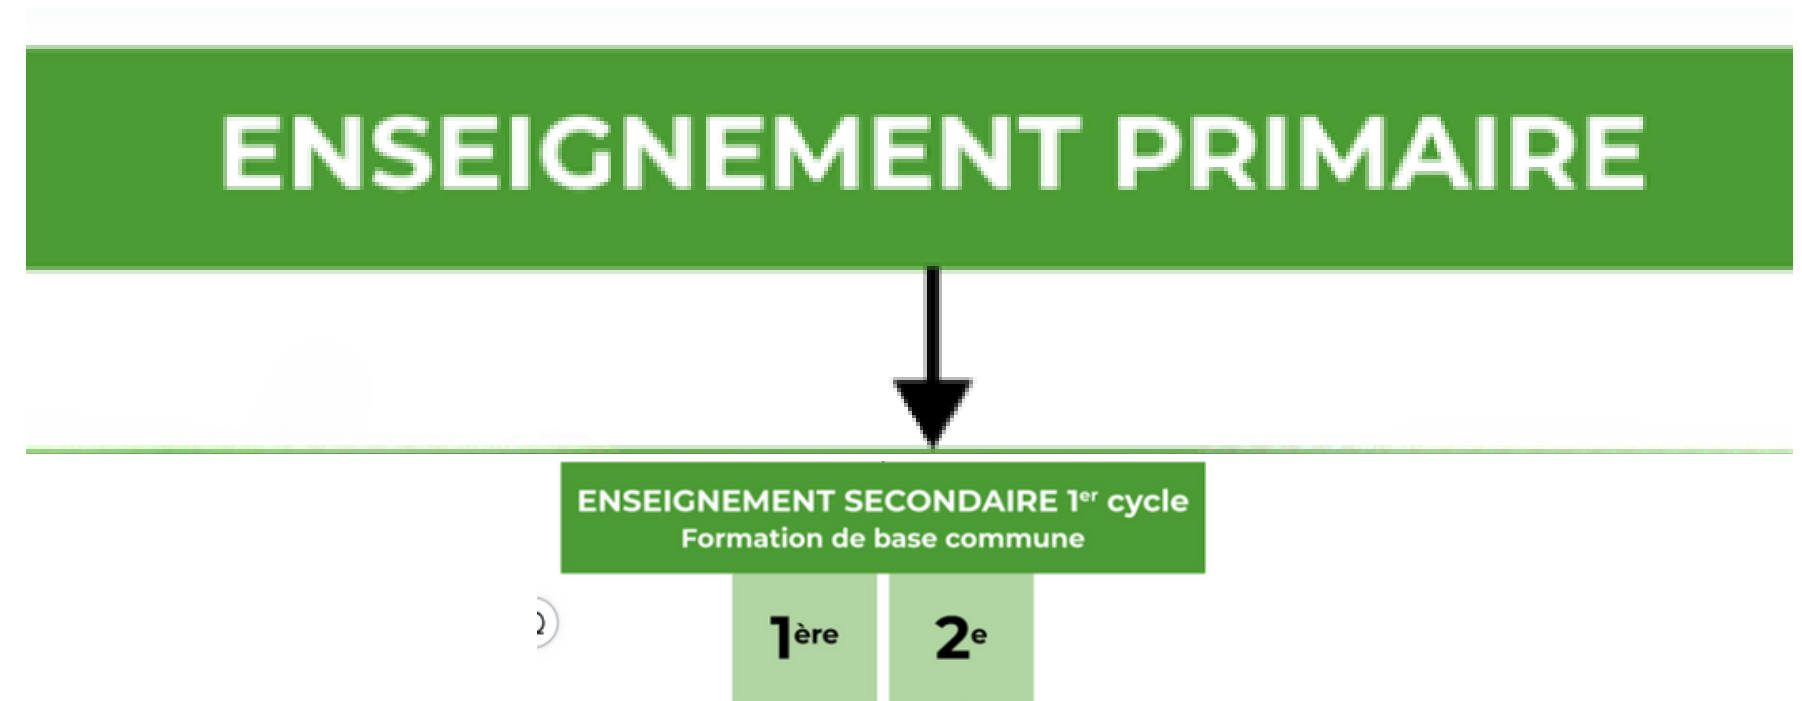 ENSEIGNEMENT PRIMAIRE
ENSEIGNEMENT SECONDAIRE 1er cycle
Formation de base commune
1ère 2e